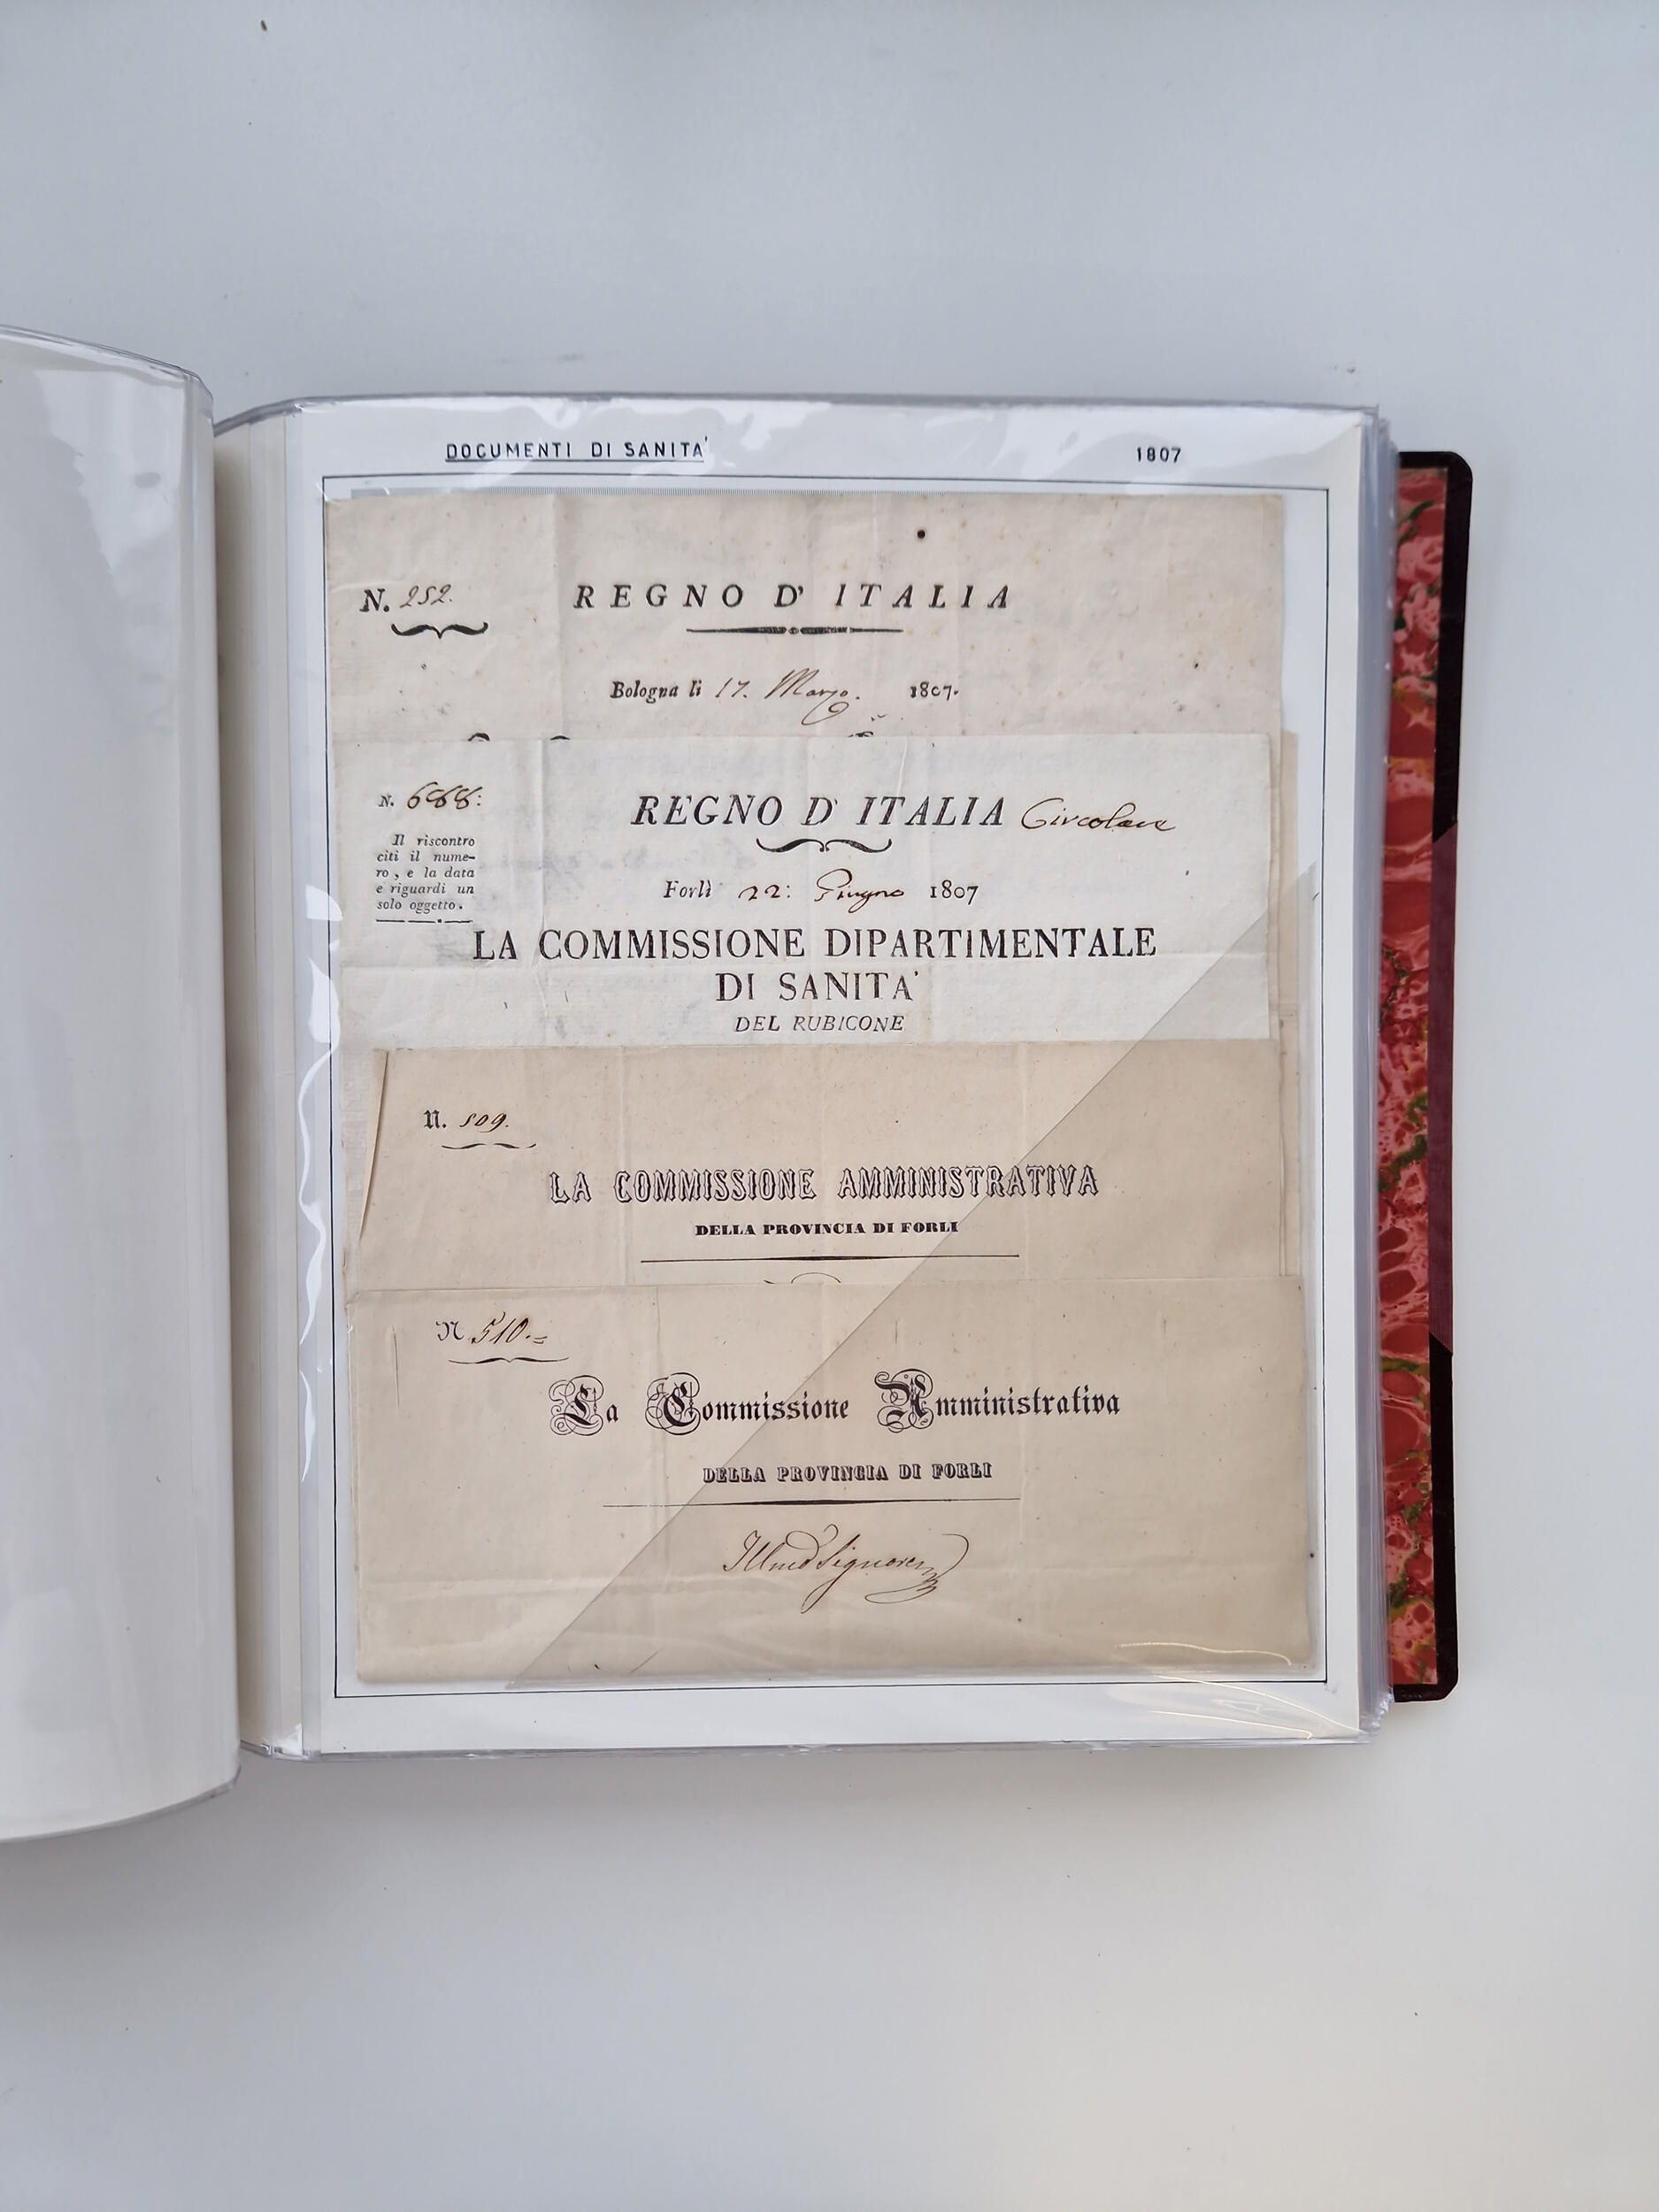 DOCUMENTI DI SANITA' 1807
N. 252. REGNO D' ITALIA
Bologna li 17. Marzo. 1807.
N. 688: REGNO D' ITALIA Circolare
Il riscontro
citi il nume-
ro, e la data
e riguardi un
solo oggetto.
Forlì 22: Giugno 1807
LA COMMISSIONE DIPARTIMENTALE
DI SANITA'
DEL RUBICONE
N. 509.
LA COMMISSIONE AMMINISTRATIVA
DELLA PROVINCIA DI FORLI
N 510.=
La Commissione Amministrativa
DELLA PROVINCIA DI FORLI
Illmo Signore